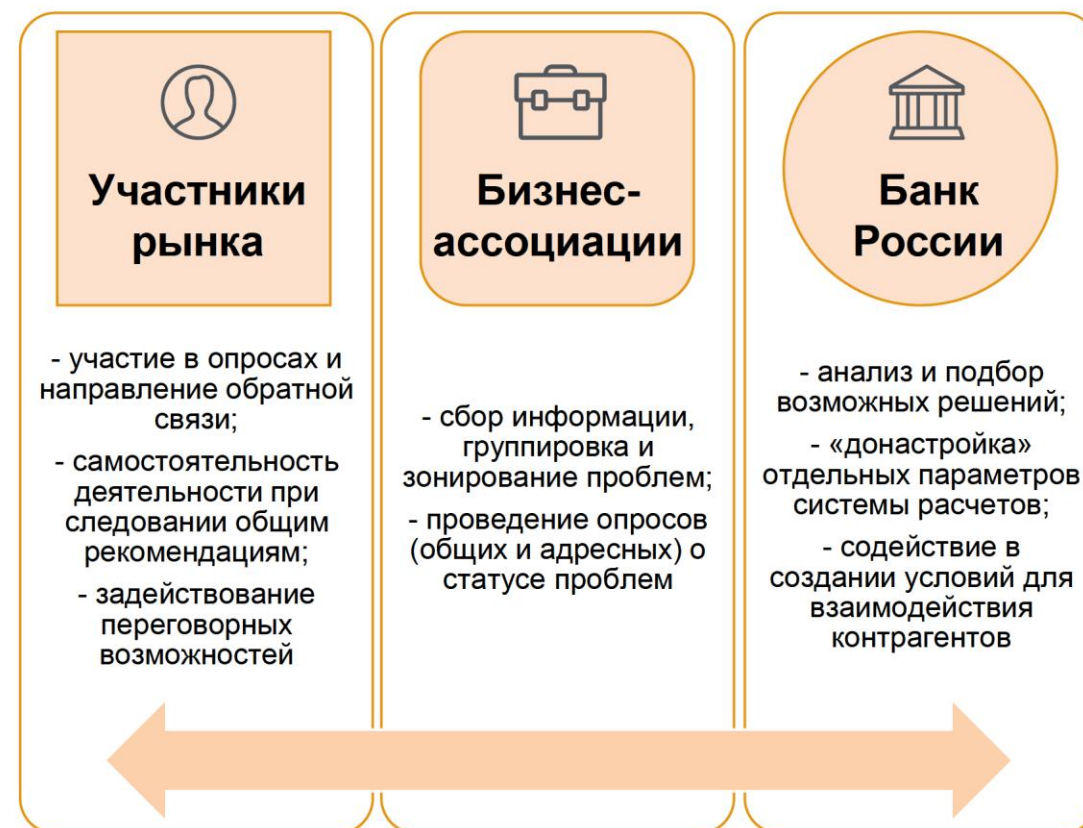 Участники
рынка
- участие в опросах и
направление обратной
связи;
- самостоятельность
деятельности при
следовании общим
рекомендациям;
- задействование
переговорных
возможностей
Бизнес-
ассоциации
- сбор информации,
группировка и
зонирование проблем;
- проведение опросов
(общих и адресных) о
статусе проблем
Банк
России
- анализ и подбор
возможных решений;
- «донастройка»
отдельных параметров
системы расчетов;
- содействие в
создании условий для
взаимодействия
контрагентов